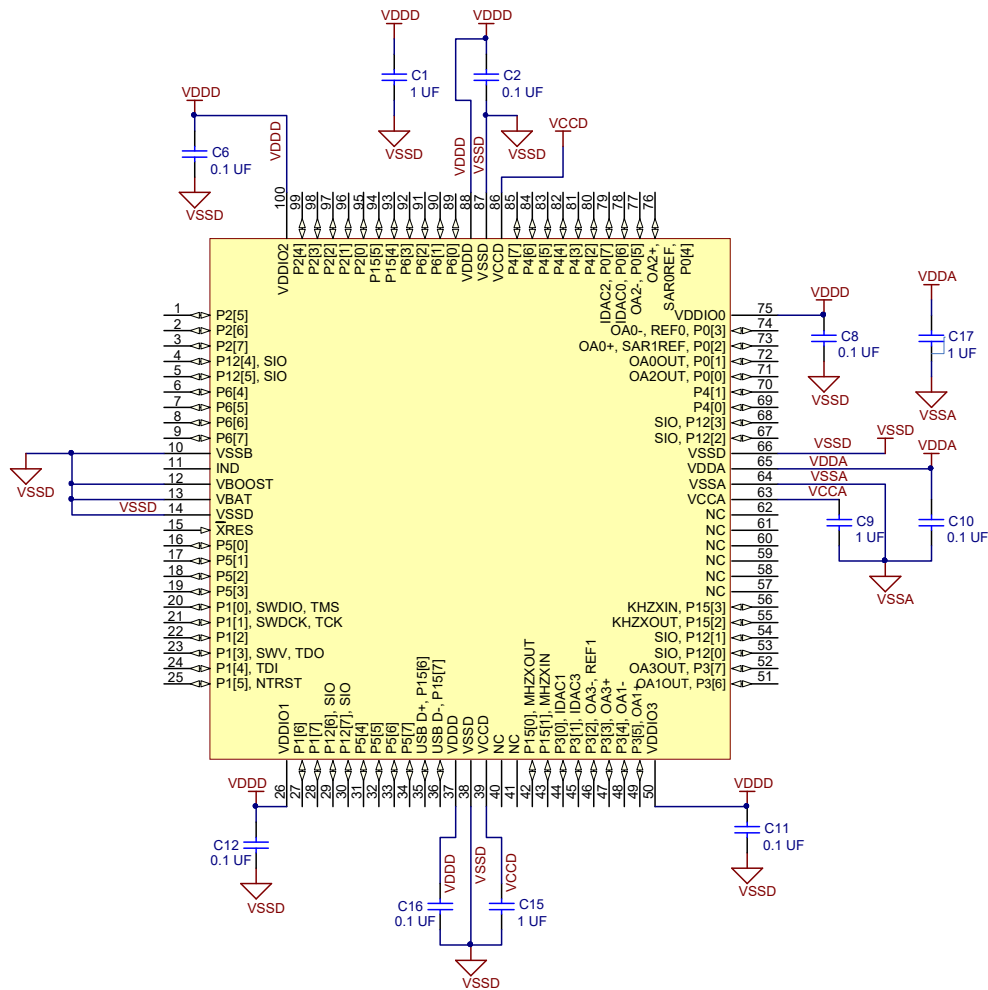 VDDD
VDDD
C1
1 UF
C2
0.1 UF
VDDD
VCCD
C6
0.1 UF
VDDD
VSSD
VDDD
VSSD
VSSD
VSSD
100
99
98
97
96
95
94
93
92
91
90
89
88
87
86
85
84
83
82
81
80
79
78
77
76
VDDIO2
P2[4]
P2[3]
P2[2]
P2[1]
P2[0]
P15[5]
P15[4]
P6[3]
P6[2]
P6[1]
P6[0]
VDDD
VSSD
VCCD
P4[7]
P4[6]
P4[5]
P4[4]
P4[3]
P4[2]
IDAC2, P0[7]
IDAC0, P0[6]
OA2-, P0[5]
OA2+,
SAR0REF,
P0[4]
1 P2[5]
2 P2[6]
3 P2[7]
4 P12[4], SIO
5 P12[5], SIO
6 P6[4]
7 P6[5]
8 P6[6]
9 P6[7]
10 VSSB
11 IND
12 VBOOST
13 VBAT
VSSD 14 VSSD
15 XRES
16 P5[0]
17 P5[1]
18 P5[2]
19 P5[3]
20 P1[0], SWDIO, TMS
21 P1[1], SWDCK, TCK
22 P1[2]
23 P1[3], SWV, TDO
24 P1[4], TDI
25 P1[5], NTRST
VSSD
VDDIO0 75
OA0-, REF0, P0[3] 74
OA0+, SAR1REF, P0[2] 73
OA0OUT, P0[1] 72
OA2OUT, P0[0] 71
P4[1] 70
P4[0] 69
SIO, P12[3] 68
SIO, P12[2] 67
VSSD 66 VSSD
VDDA 65 VDDA
VSSA 64 VSSA
VCCA 63 VCCA
NC 62
NC 61
NC 60
NC 59
NC 58
NC 57
KHZXIN, P15[3] 56
KHZXOUT, P15[2] 55
SIO, P12[1] 54
SIO, P12[0] 53
OA3OUT, P3[7] 52
OA1OUT, P3[6] 51
VDDD
C8
0.1 UF
VSSD
VDDA
C17
1 UF
VSSA
VSSD
VDDA
C9
1 UF
C10
0.1 UF
VSSA
VDDIO1
P1[6]
P1[7]
P12[6], SIO
P12[7], SIO
P5[4]
P5[5]
P5[6]
P5[7]
USB D+, P15[6]
USB D-, P15[7]
VDDD
VSSD
VCCD
NC
NC
P15[0], MHZXOUT
P15[1], MHZXIN
P3[0], IDAC1
P3[1], IDAC3
P3[2], OA3-, REF1
P3[3], OA3+
P3[4], OA1-
P3[5], OA1+
VDDIO3
26
27
28
29
30
31
32
33
34
35
36
37
38
39
40
41
42
43
44
45
46
47
48
49
50
VDDD
C12
0.1 UF
VSSD
VDDD
VSSD
VCCD
C16
0.1 UF
C15
1 UF
VSSD
VDDD
C11
0.1 UF
VSSD